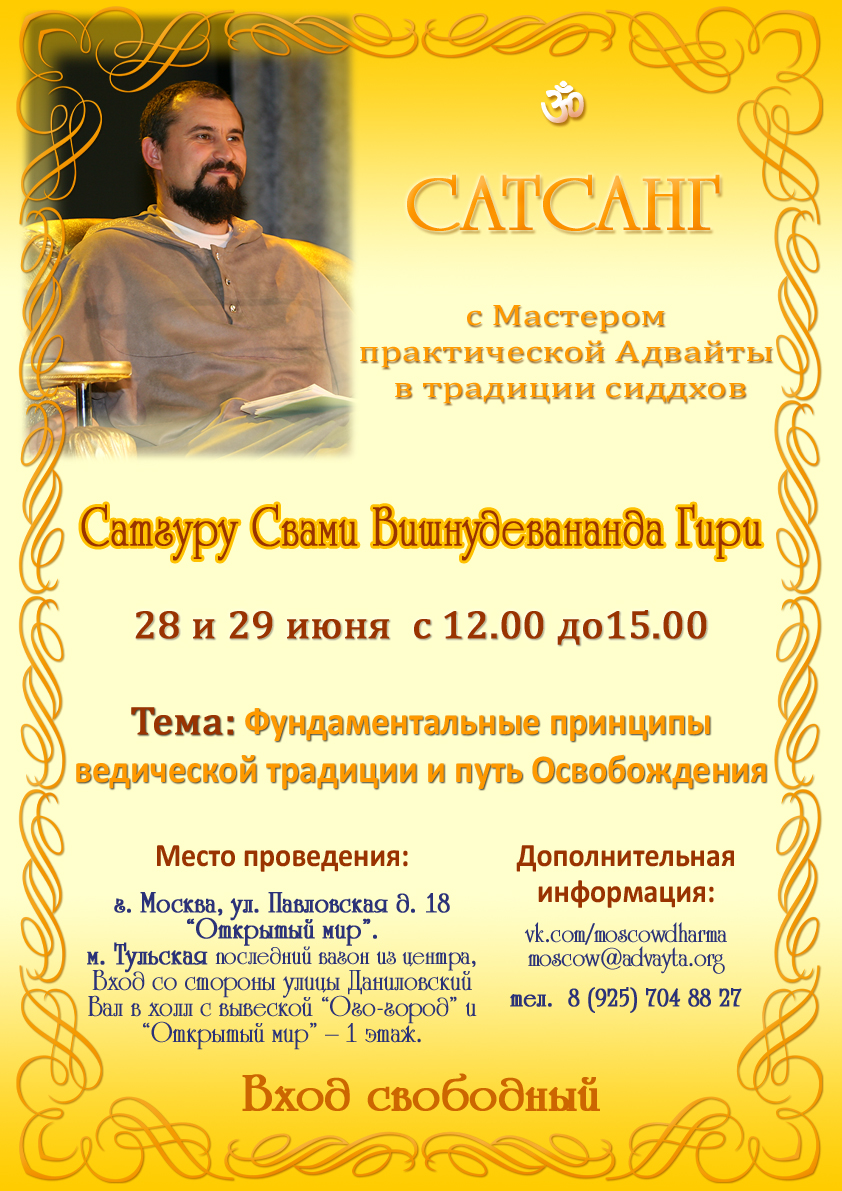 ॐ
САТСАНГ
с Мастером
практической Адвайты
в традиции сиддхов
Сатгуру Свами Вишнудевананда Гири
28 и 29 июня с 12.00 до15.00
Тема: Фундаментальные принципы
ведической традиции и путь Освобождения
Место проведения:
г. Москва, ул. Павловская д. 18
“Открытый мир”.
м. Тульская последний вагон из центра,
Вход со стороны улицы Даниловский
Вал в холл с вывеской “Ого-город” и
“Открытый мир” – 1 этаж.
Дополнительная
информация:
vk.com/moscowdharma
moscow@advayta.org
тел. 8 (925) 704 88 27
Вход свободный